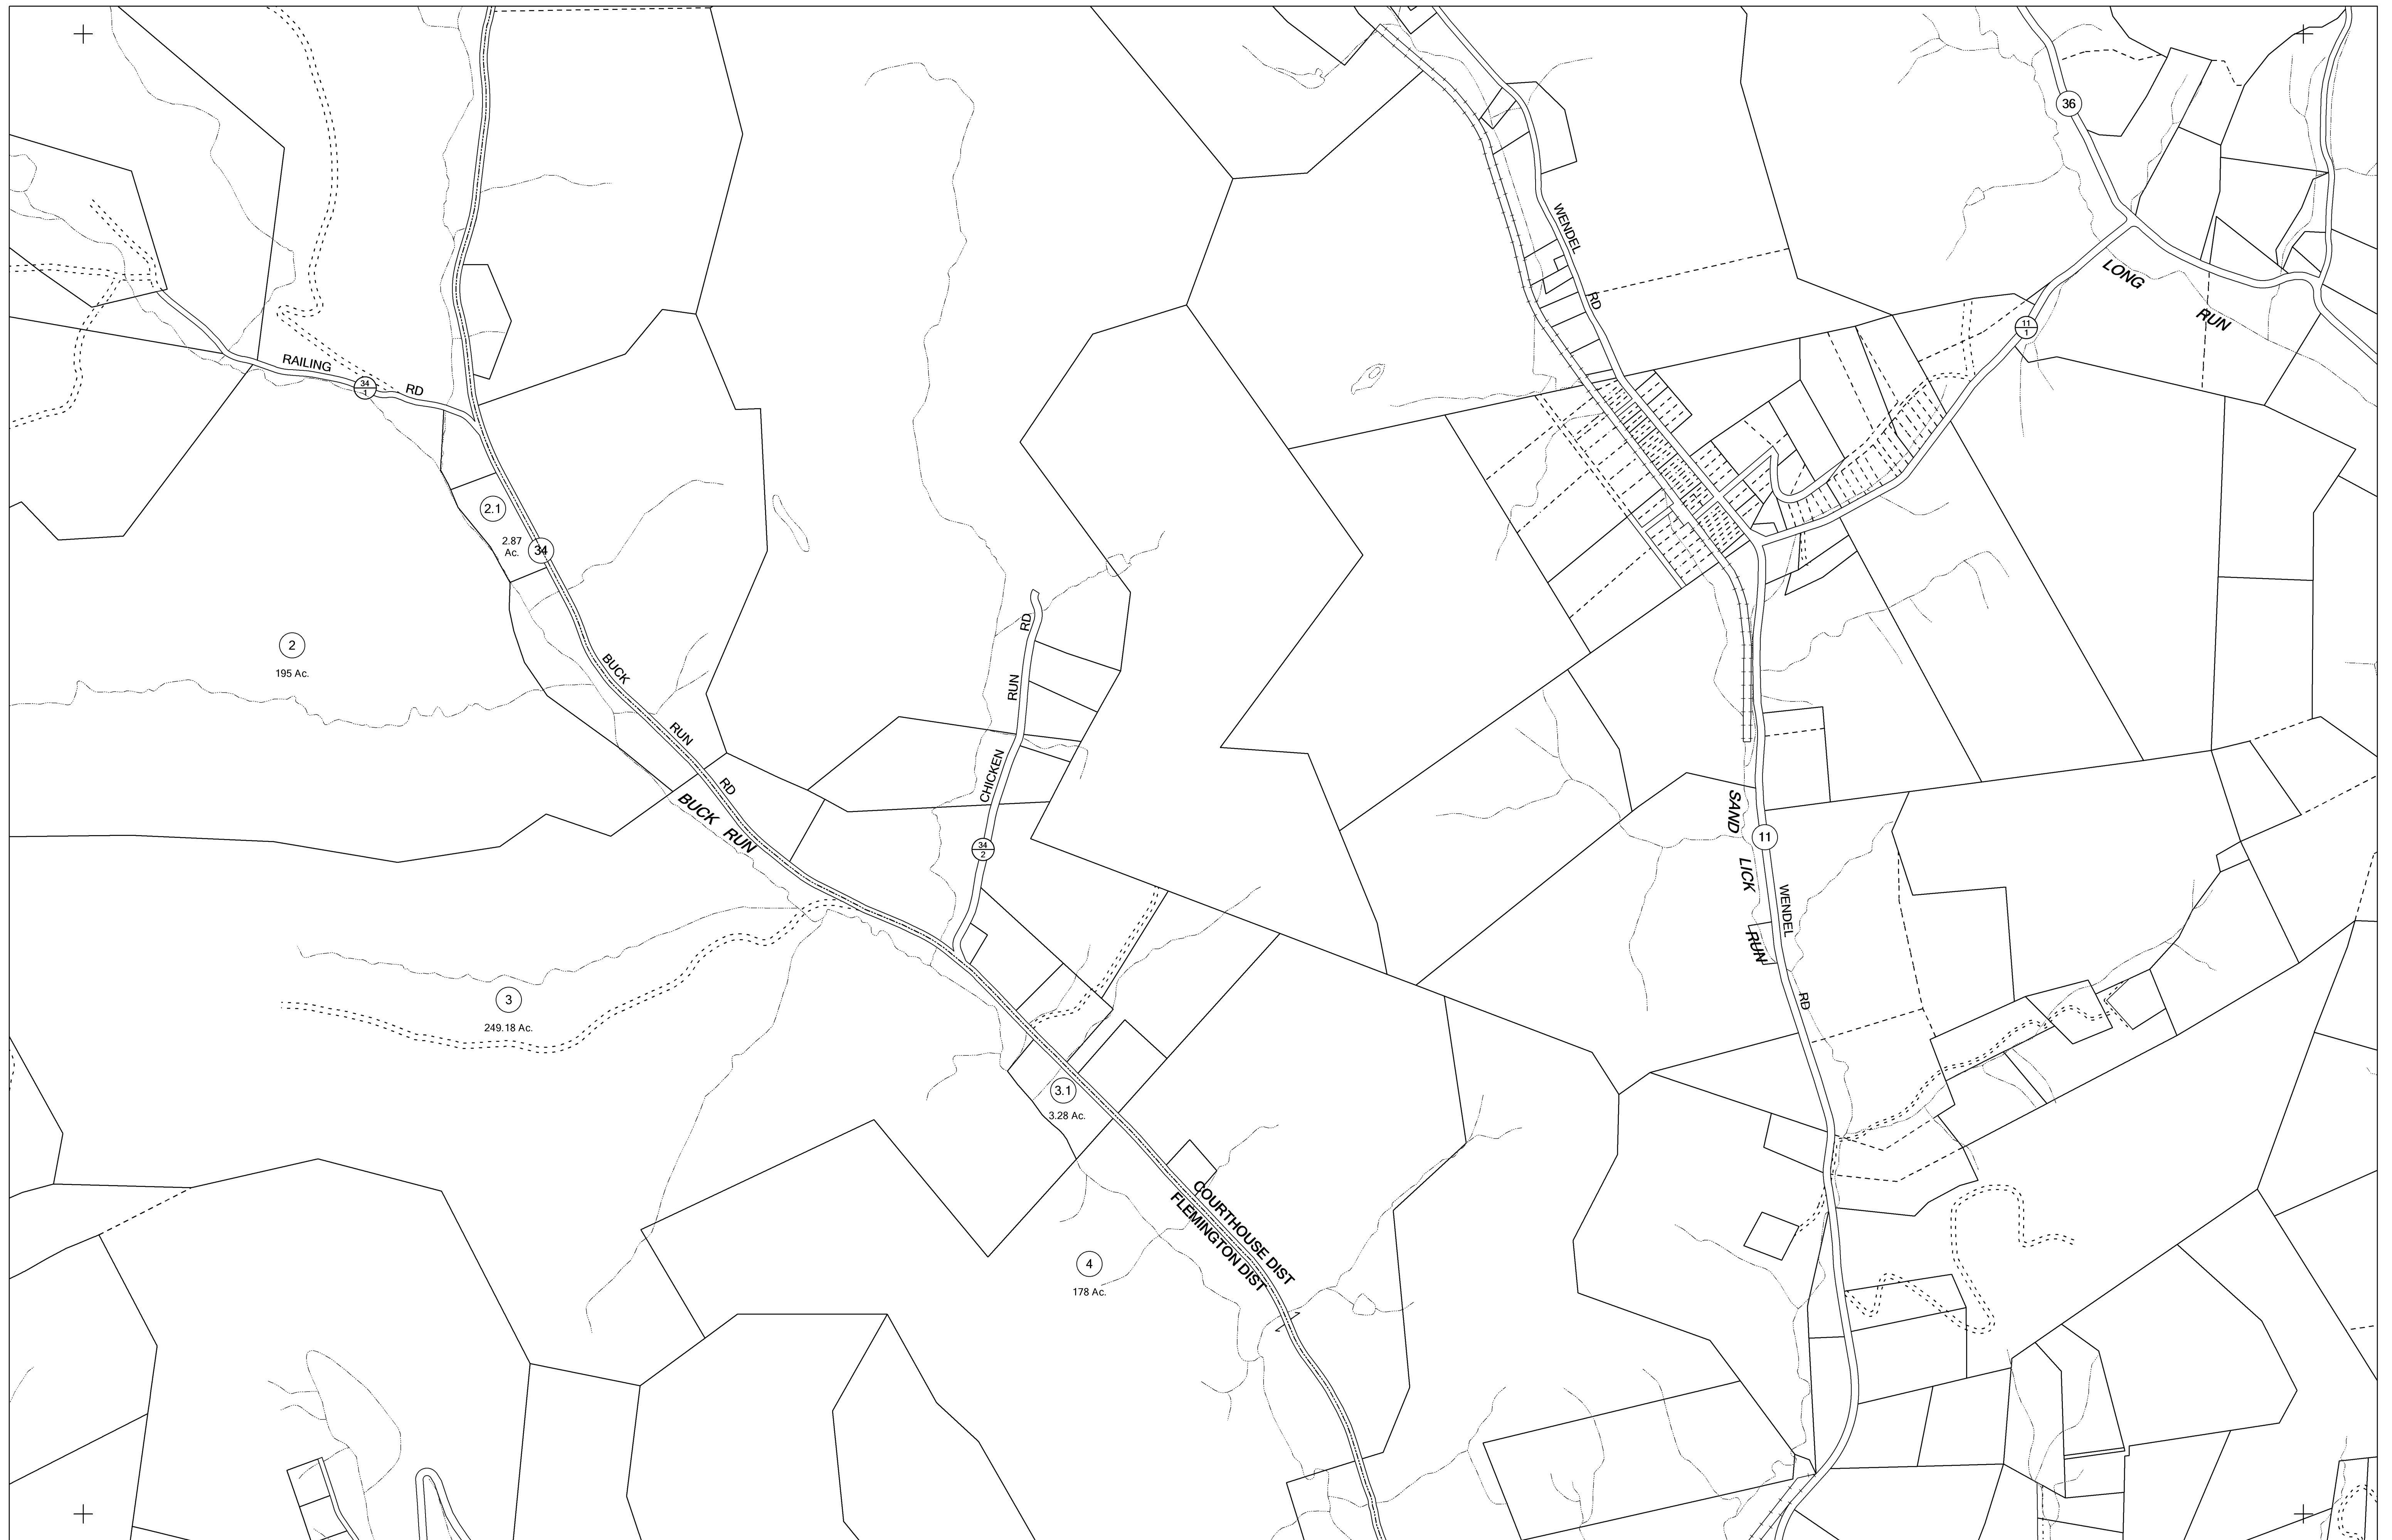 36
WENDEL
RD
LONG
RUN
11
1
RAILING
34
1
RD
2.1
2.87
Ac.
34
2
195 Ac.
BUCK
RUN
RD
BUCK RUN
CHICKEN
RUN
RD
34
2
SAND
LICK
RUN
11
WENDEL
RD
3
249.18 Ac.
3.1
3.28 Ac.
COURTHOUSE DIST
FLEMINGTON DIST
4
178 Ac.